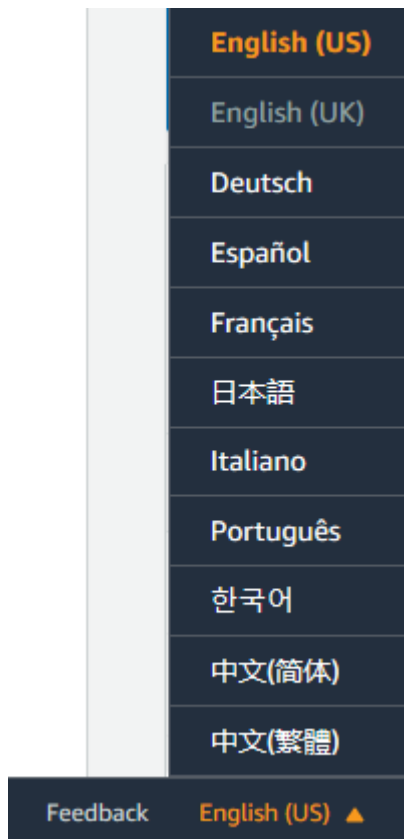 English (US)
English (UK)
Deutsch
Español
Français
日本語
Italiano
Português
한국어
中文(简体)
中文(繁體)
Feedback English (US) ▲